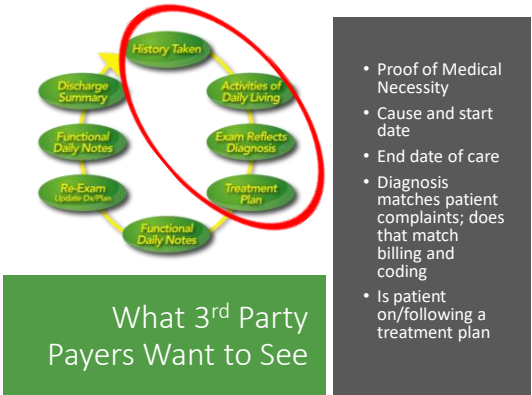 History Taken
Activities of
Daily Living
Exam Reflects
Diagnosis
Treatment
Plan
Functional
Daily Notes
Re-Exam
Update Dx/Plan
Functional
Daily Notes
Discharge
Summary
What 3rd Party
Payers Want to See
• Proof of Medical
Necessity
• Cause and start
date
• End date of care
• Diagnosis
matches patient
complaints; does
that match
billing and
coding
• Is patient
on/following a
treatment plan